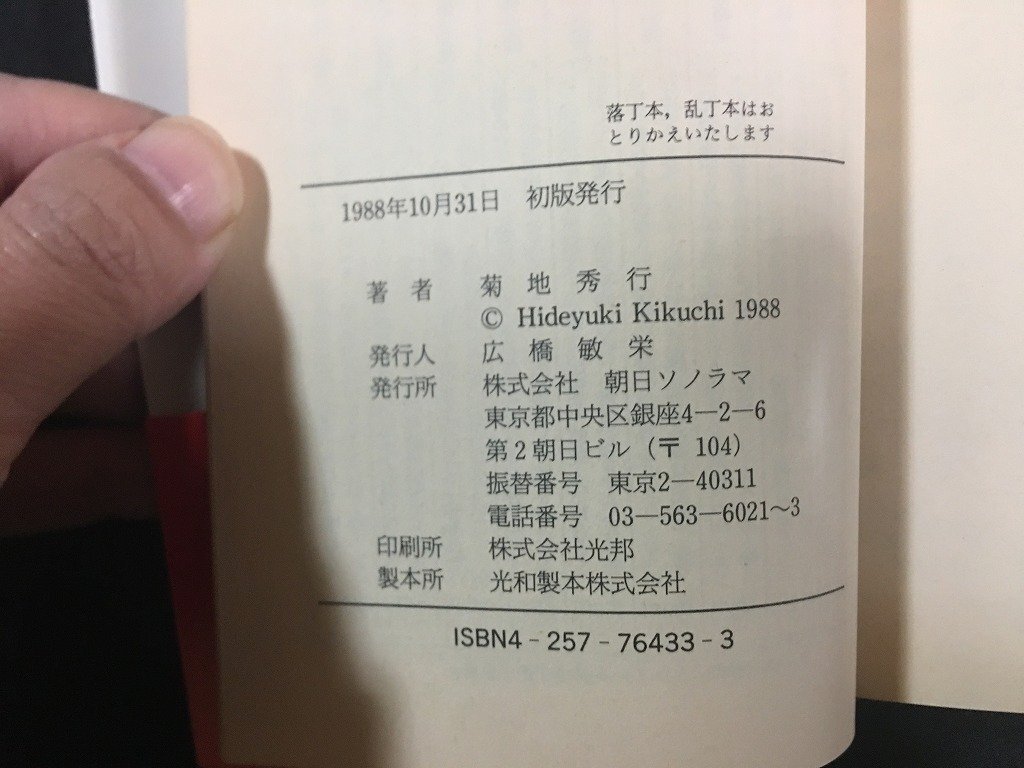 落丁本，乱丁本はお
とりかえいたします
1988年10月31日　初版発行
著　者　菊　地　秀　行
© Hideyuki Kikuchi 1988
発行人　広　橋　敏　栄
発行所　株式会社　朝日ソノラマ
東京都中央区銀座4—2—6
第2朝日ビル（〒 104）
振替番号　東京2—40311
電話番号　03—563—6021～3
印刷所　株式会社光邦
製本所　光和製本株式会社
ISBN4-257-76433-3